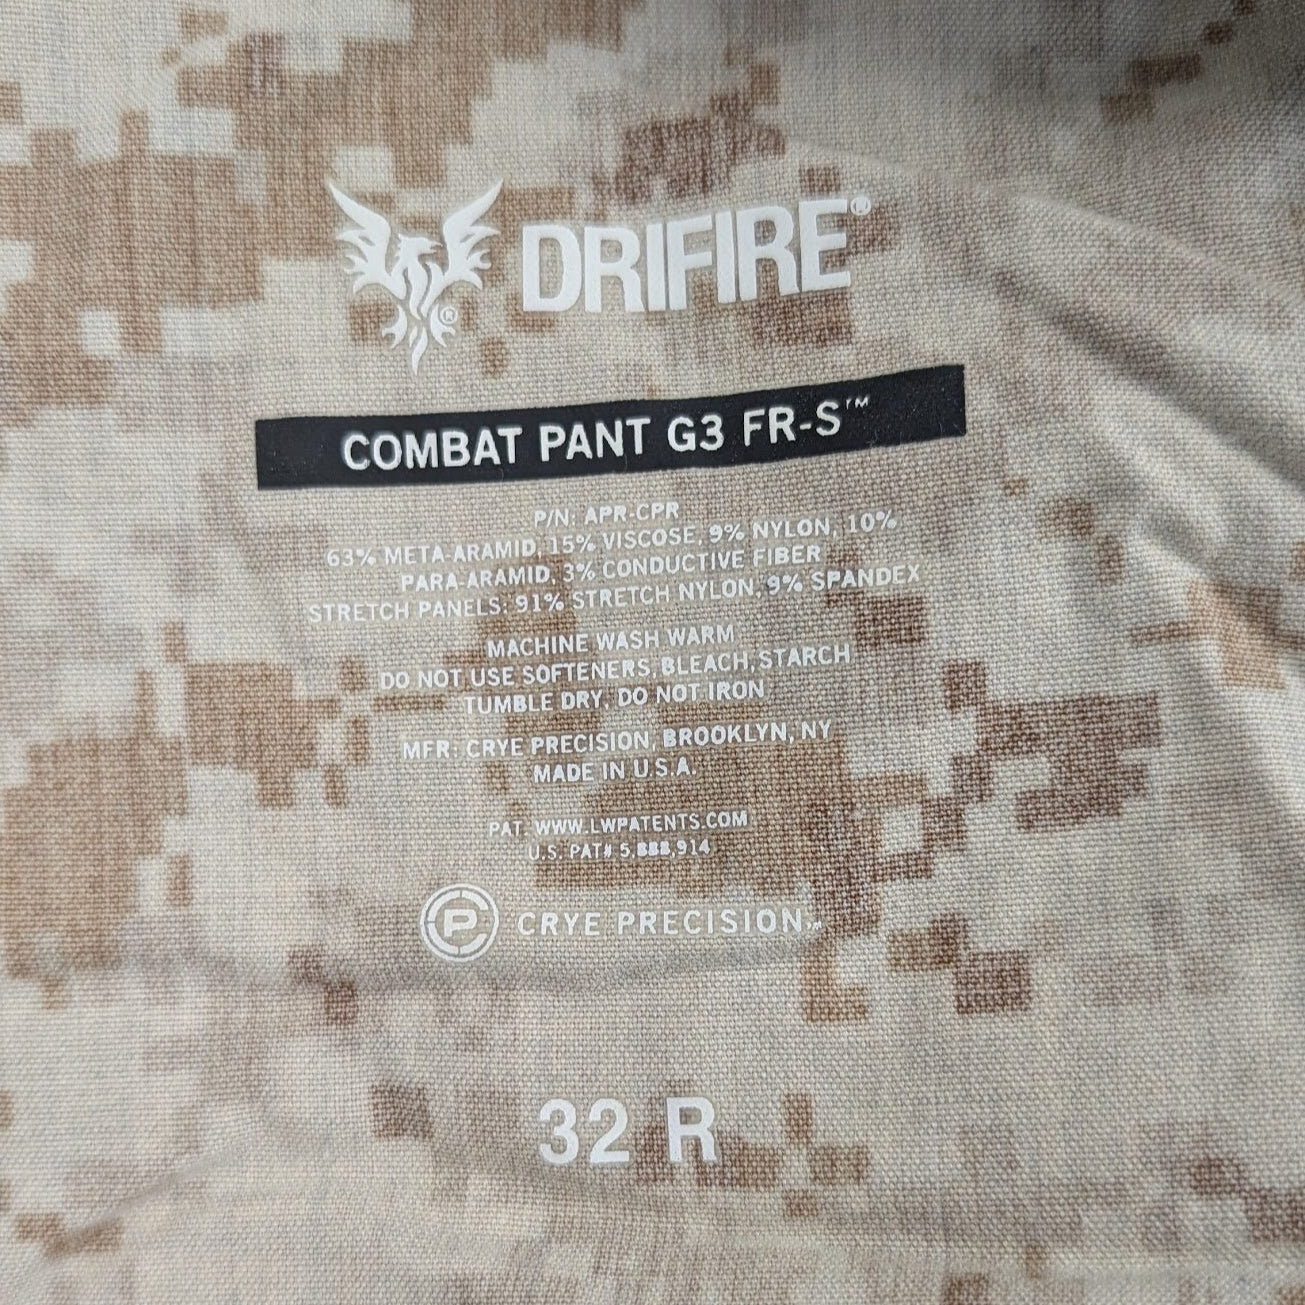 DRIFIRE®
®
COMBAT PANT G3 FR-S™
P/N: APR-CPR
63% META-ARAMID, 15% VISCOSE, 9% NYLON, 10%
PARA-ARAMID, 3% CONDUCTIVE FIBER
STRETCH PANELS: 91% STRETCH NYLON, 9% SPANDEX
MACHINE WASH WARM
DO NOT USE SOFTENERS, BLEACH, STARCH
TUMBLE DRY, DO NOT IRON
MFR: CRYE PRECISION, BROOKLYN, NY
MADE IN U.S.A.
PAT: WWW.LWPATENTS.COM
U.S. PAT# 5,888,914
CP CRYE PRECISION℠
32 R